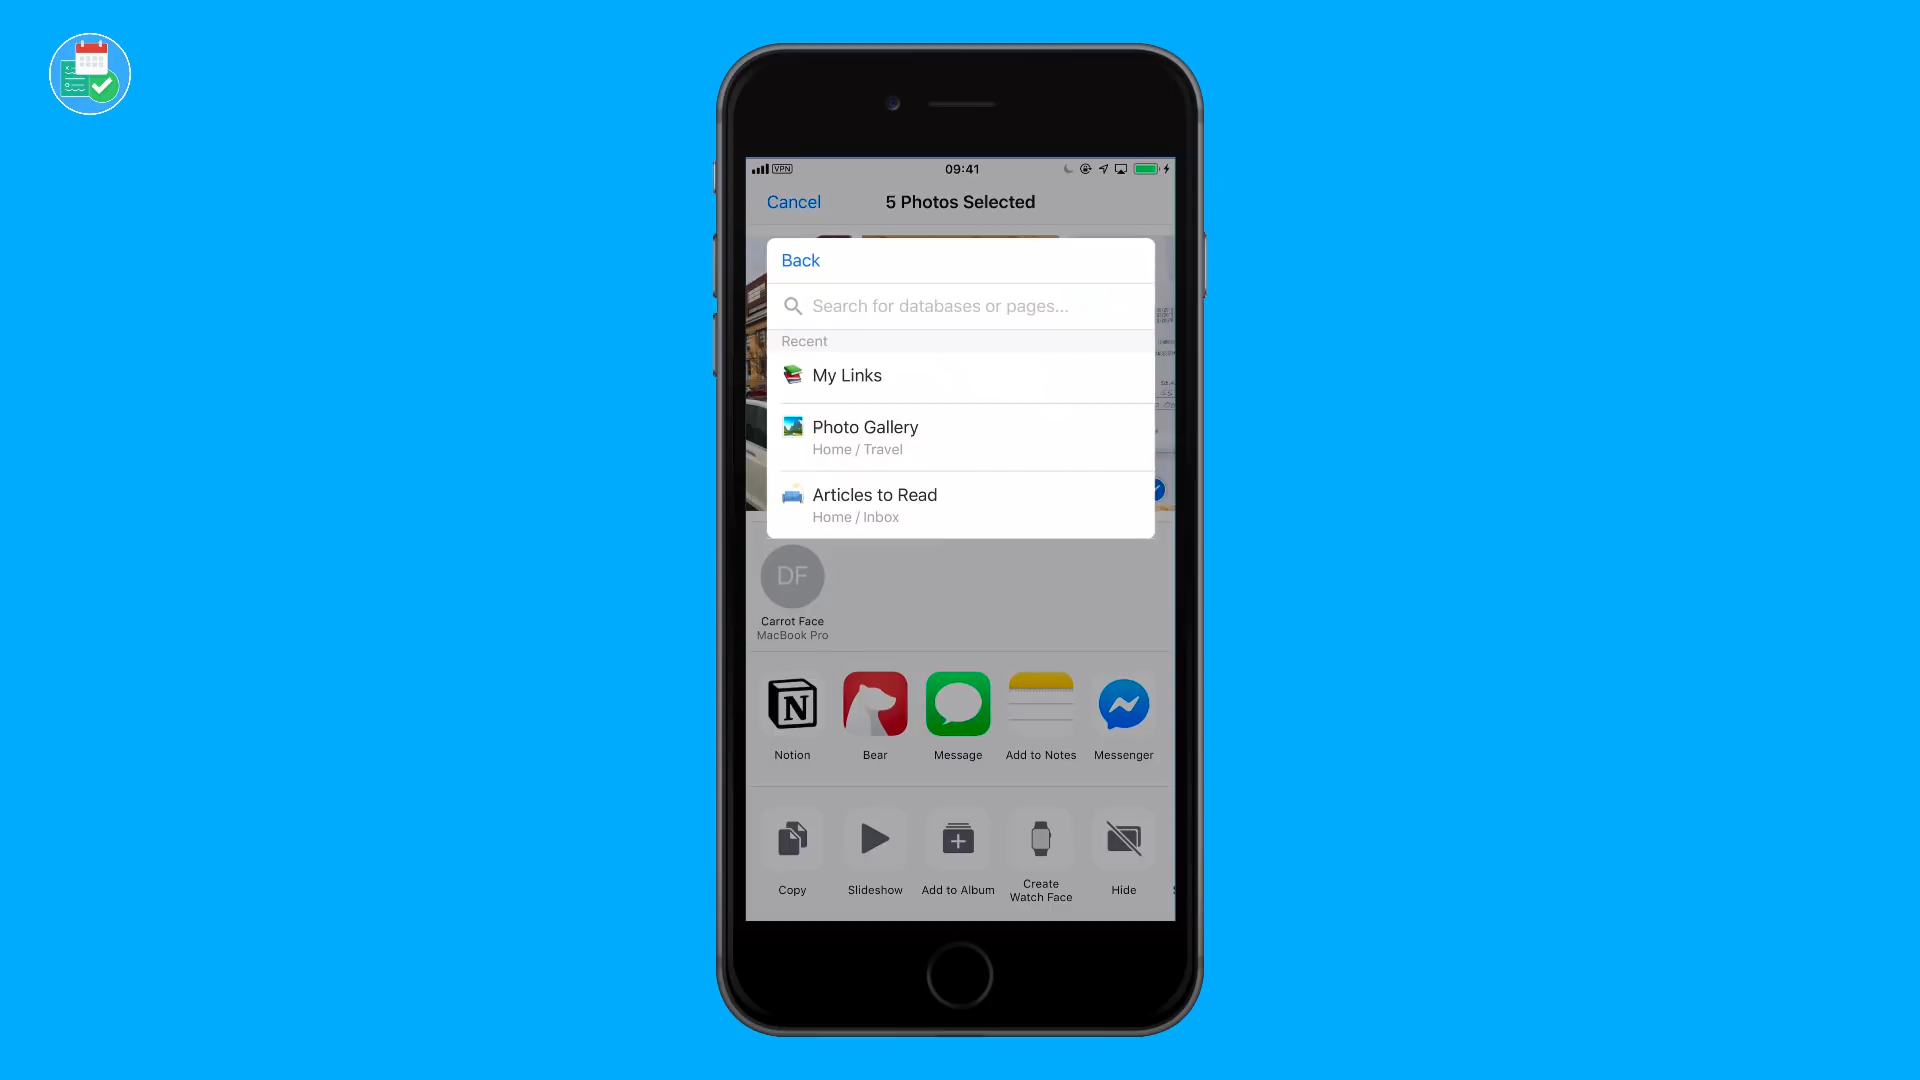 VPN
09:41
Cancel
5 Photos Selected
Back
Search for databases or pages...
Recent
My Links
Photo Gallery
Home / Travel
Articles to Read
Home / Inbox
DF
Carrot Face
MacBook Pro
N
Notion
Bear
Message
Add to Notes
Messenger
Copy
Slideshow
Add to Album
Create
Watch Face
Hide